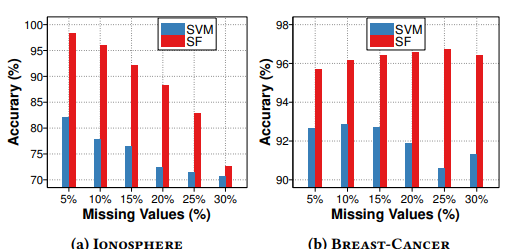 100
95
90
85
80
75
70
Accurary (%)
SVM
SF
5% 10% 15% 20% 25% 30%
Missing Values (%)
(a) IONOSPHERE
98
96
94
92
90
Accurary (%)
SVM
SF
5% 10% 15% 20% 25% 30%
Missing Values (%)
(b) BREAST-CANCER